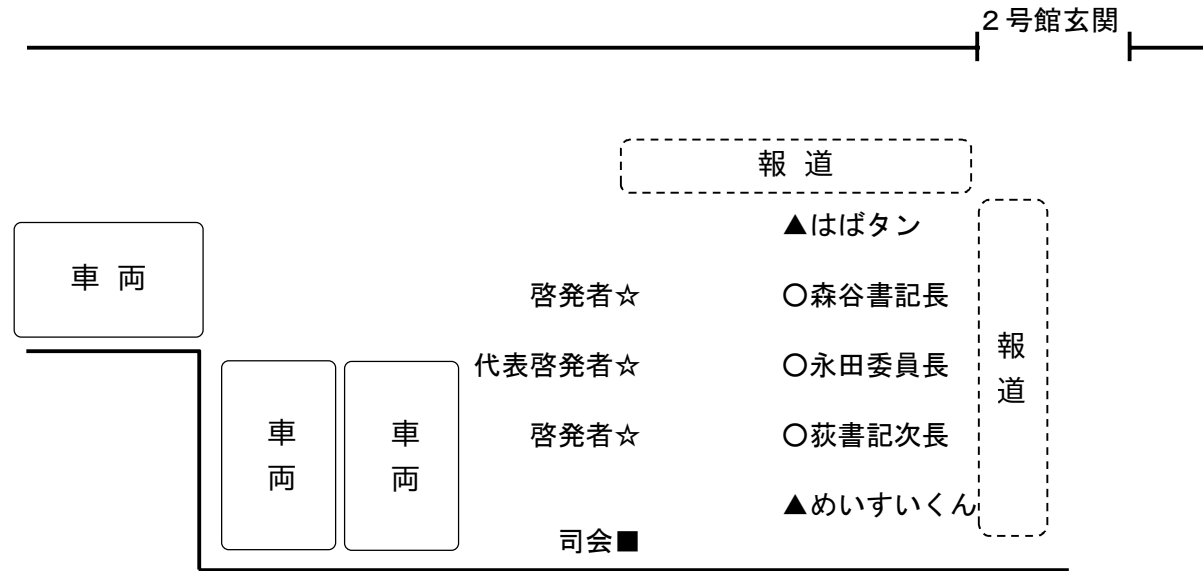 ２号館玄関
報 道
▲はばタン
車 両
啓発者☆
〇森谷書記長
報道
代表啓発者☆
〇永田委員長
車両
車両
啓発者☆
〇荻書記次長
▲めいすいくん
司会■